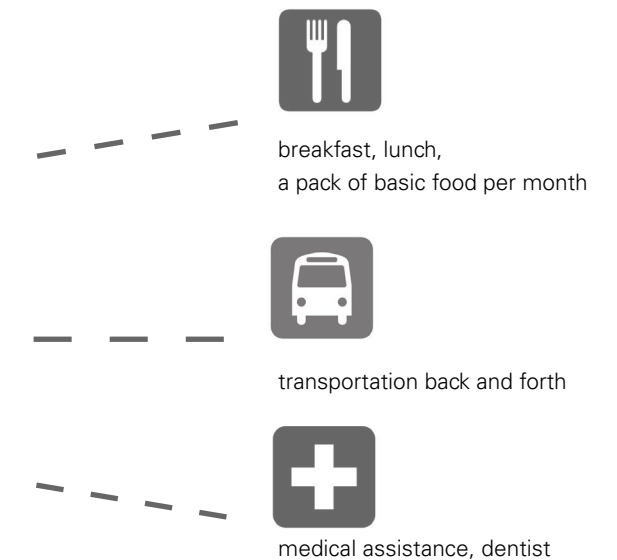 breakfast, lunch,
a pack of basic food per month
transportation back and forth
medical assistance, dentist